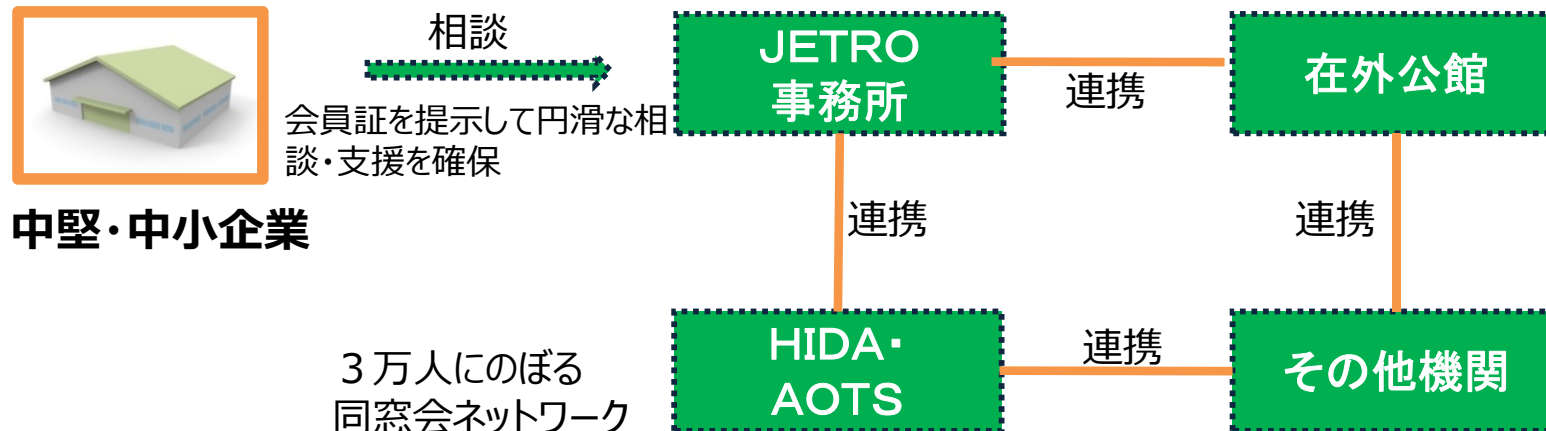 相談
会員証を提示して円滑な相
談・支援を確保
中堅・中小企業
JETRO
事務所
連携
在外公館
連携
連携
3万人にのぼる
同窓会ネットワーク
HIDA・
AOTS
連携
その他機関